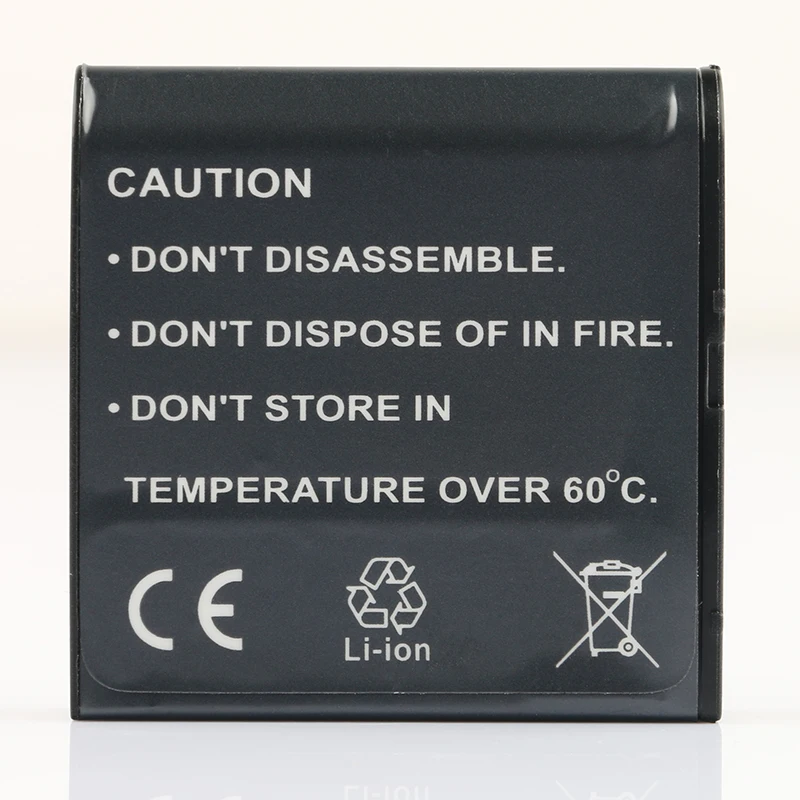 CAUTION
• DON'T DISASSEMBLE.
• DON'T DISPOSE OF IN FIRE.
• DON'T STORE IN
TEMPERATURE OVER 60°C.
CE
Li-ion